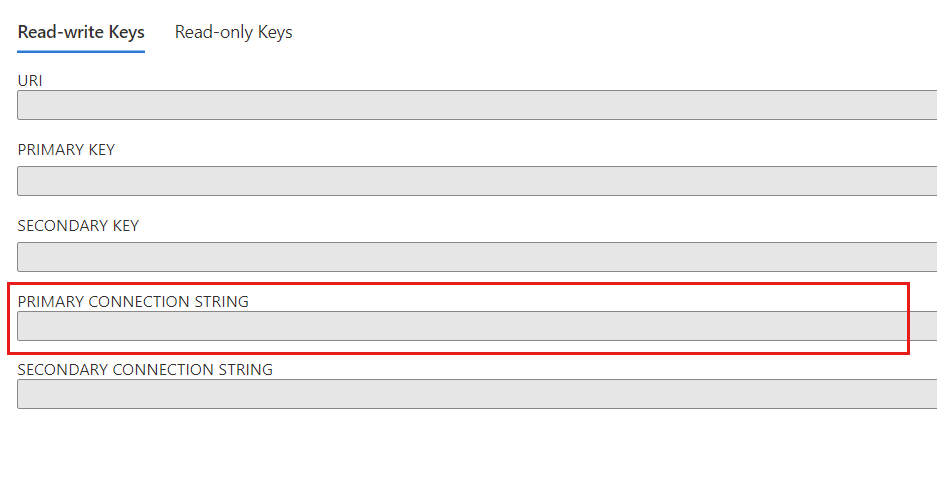 Read-write Keys Read-only Keys
URI
PRIMARY KEY
SECONDARY KEY
PRIMARY CONNECTION STRING
SECONDARY CONNECTION STRING